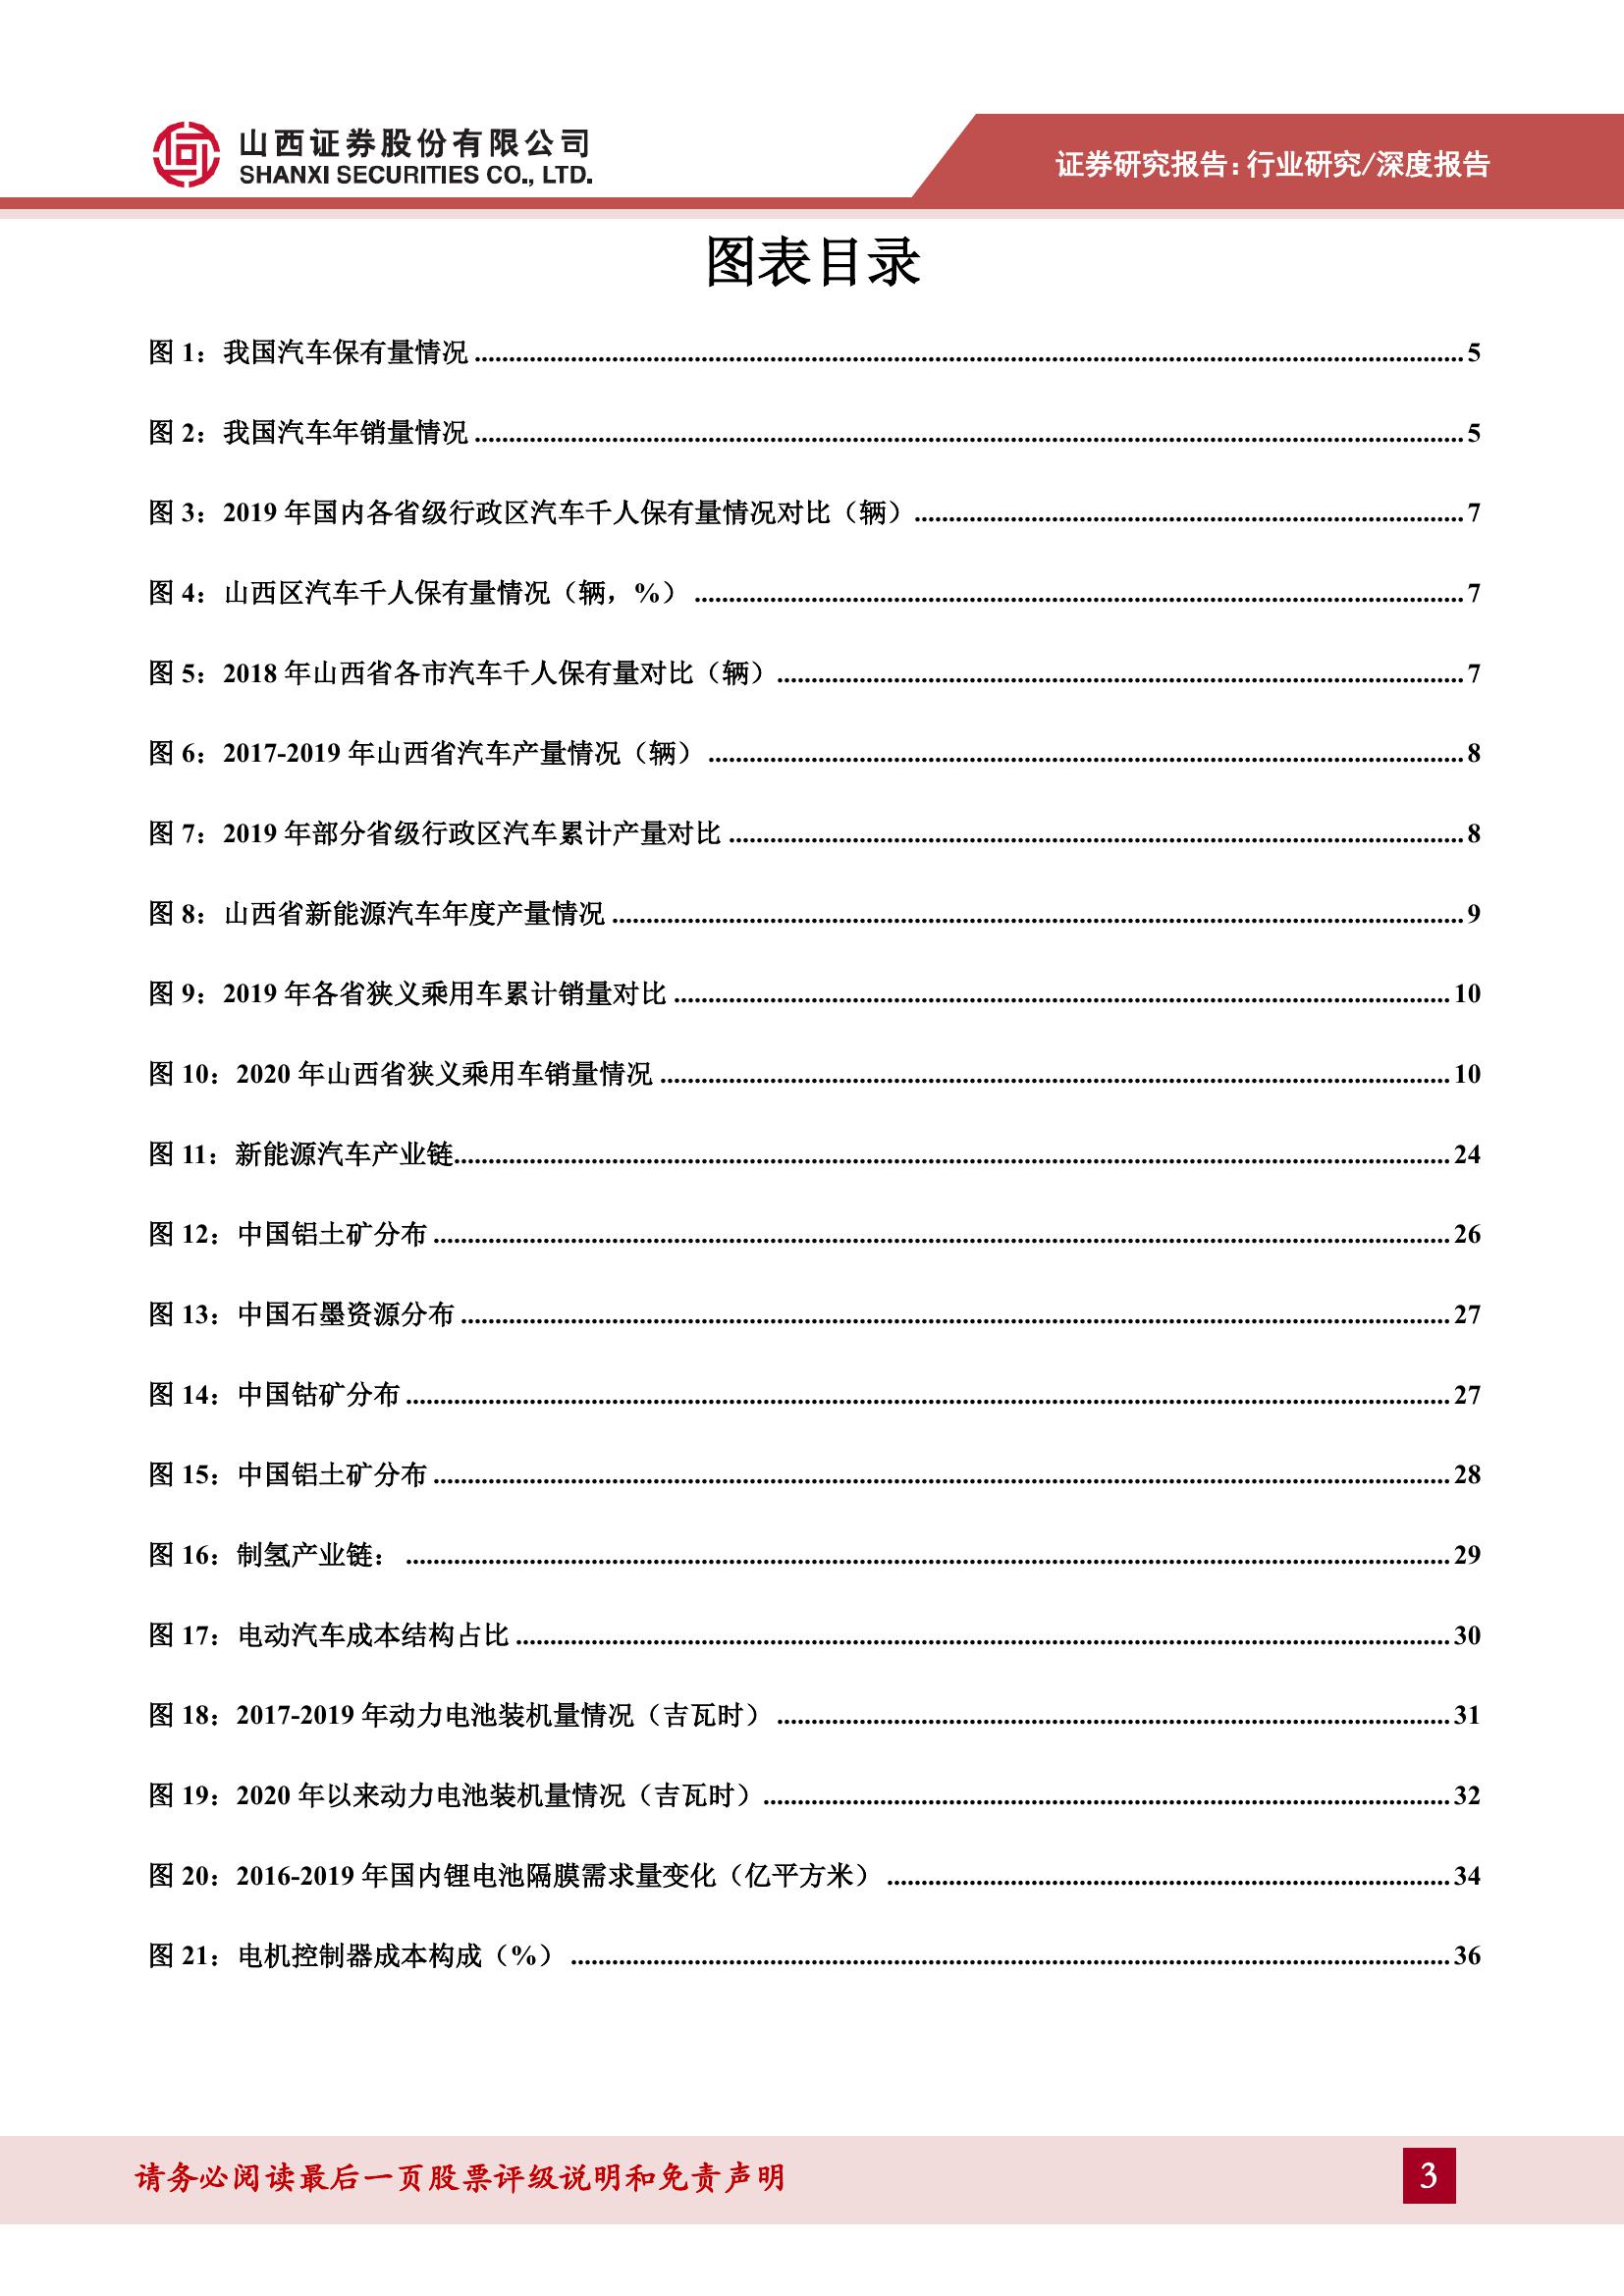 山西证券股份有限公司
SHANXI SECURITIES CO., LTD.
证券研究报告：行业研究/深度报告
图表目录
图 1：我国汽车保有量情况 ........ 5
图 2：我国汽车年销量情况 ........ 5
图 3：2019 年国内各省级行政区汽车千人保有量情况对比（辆） ........ 7
图 4：山西区汽车千人保有量情况（辆，%） ........ 7
图 5：2018 年山西省各市汽车千人保有量对比（辆） ........ 7
图 6：2017-2019 年山西省汽车产量情况（辆） ........ 8
图 7：2019 年部分省级行政区汽车累计产量对比 ........ 8
图 8：山西省新能源汽车年度产量情况 ........ 9
图 9：2019 年各省狭义乘用车累计销量对比 ........ 10
图 10：2020 年山西省狭义乘用车销量情况 ........ 10
图 11：新能源汽车产业链 ........ 24
图 12：中国铝土矿分布 ........ 26
图 13：中国石墨资源分布 ........ 27
图 14：中国钴矿分布 ........ 27
图 15：中国铝土矿分布 ........ 28
图 16：制氢产业链： ........ 29
图 17：电动汽车成本结构占比 ........ 30
图 18：2017-2019 年动力电池装机量情况（吉瓦时） ........ 31
图 19：2020 年以来动力电池装机量情况（吉瓦时） ........ 32
图 20：2016-2019 年国内锂电池隔膜需求量变化（亿平方米） ........ 34
图 21：电机控制器成本构成（%） ........ 36
请务必阅读最后一页股票评级说明和免责声明
3